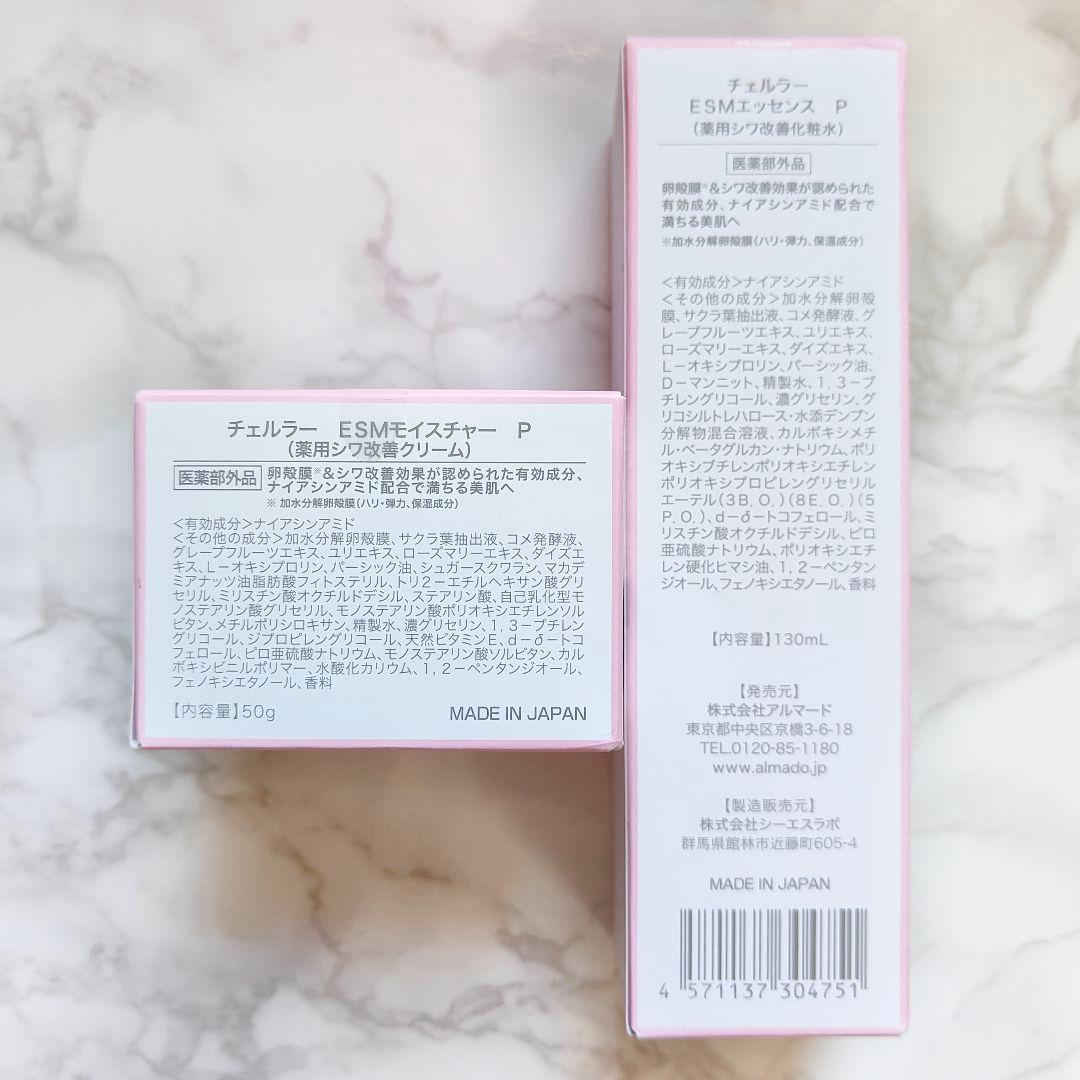 チェルラー　ESMモイスチャー　P
（薬用シワ改善クリーム）
医薬部外品
卵殻膜※＆シワ改善効果が認められた有効成分、
ナイアシンアミド配合で満ちる美肌へ
※ 加水分解卵殻膜（ハリ・弾力、保湿成分）
＜有効成分＞ナイアシンアミド
＜その他の成分＞加水分解卵殻膜、サクラ葉抽出液、コメ発酵液、
グレープフルーツエキス、ユリエキス、ローズマリーエキス、ダイズエ
キス、L－オキシプロリン、パーシック油、シュガースクワラン、マカデ
ミアナッツ油脂肪酸フィトステリル、トリ2－エチルヘキサン酸グリ
セリル、ミリスチン酸オクチルドデシル、ステアリン酸、自己乳化型モ
ノステアリン酸グリセリル、モノステアリン酸ポリオキシエチレンソル
ビタン、メチルポリシロキサン、精製水、濃グリセリン、1，3－ブチレン
グリコール、ジプロピレングリコール、天然ビタミンE、d－δ－トコ
フェロール、ピロ亜硫酸ナトリウム、モノステアリン酸ソルビタン、カル
ボキシビニルポリマー、水酸化カリウム、1，2－ペンタンジオール、
フェノキシエタノール、香料
【内容量】50g
MADE IN JAPAN
チェルラー
ESMエッセンス　P
（薬用シワ改善化粧水）
医薬部外品
卵殻膜※＆シワ改善効果が認められた
有効成分、ナイアシンアミド配合で
満ちる美肌へ
※加水分解卵殻膜（ハリ・弾力、保湿成分）
＜有効成分＞ナイアシンアミド
＜その他の成分＞加水分解卵殻
膜、サクラ葉抽出液、コメ発酵液、グ
レープフルーツエキス、ユリエキス、
ローズマリーエキス、ダイズエキス、
L－オキシプロリン、パーシック油、
D－マンニット、精製水、1，3－ブ
チレングリコール、濃グリセリン、グ
リコシルトレハロース・水添デンプン
分解物混合溶液、カルボキシメチ
ル・ベータグルカン・ナトリウム、ポリ
オキシブチレンポリオキシエチレン
ポリオキシプロピレングリセリル
エーテル（3B．O．）（8E．O．）（5
P．O．）、d－δ－トコフェロール、ミ
リスチン酸オクチルドデシル、ピロ
亜硫酸ナトリウム、ポリオキシエチ
レン硬化ヒマシ油、1，2－ペンタン
ジオール、フェノキシエタノール、香料
【内容量】130mL
【発売元】
株式会社アルマード
東京都中央区京橋3-6-18
TEL.0120-85-1180
www.almado.jp
【製造販売元】
株式会社シーエスラボ
群馬県館林市近藤町605-4
MADE IN JAPAN
4 571137 304751